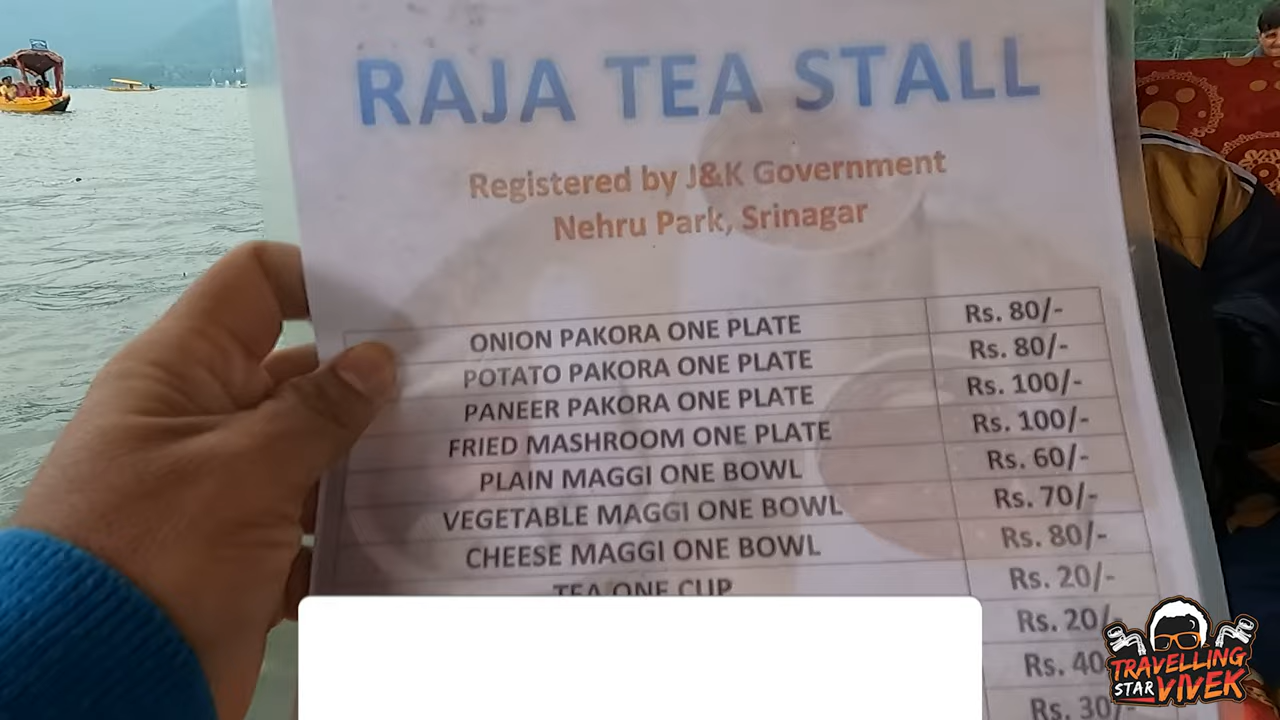 RAJA TEA STALL
Registered by J&K Government
Nehru Park, Srinagar
ONION PAKORA ONE PLATE Rs. 80/-
POTATO PAKORA ONE PLATE Rs. 80/-
PANEER PAKORA ONE PLATE Rs. 100/-
FRIED MASHROOM ONE PLATE Rs. 100/-
PLAIN MAGGI ONE BOWL Rs. 60/-
VEGETABLE MAGGI ONE BOWL Rs. 70/-
CHEESE MAGGI ONE BOWL Rs. 80/-
TEA ONE CUP Rs. 20/-
Rs. 20/-
Rs. 40
Rs. 30/-
TRAVELLING
STAR VIVEK